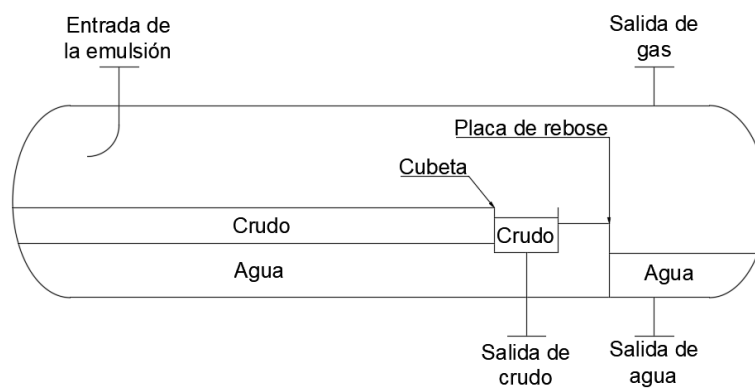 Entrada de
la emulsión
Salida de
gas
Placa de rebose
Cubeta
Crudo
Crudo
Agua
Agua
Salida de
crudo
Salida de
agua